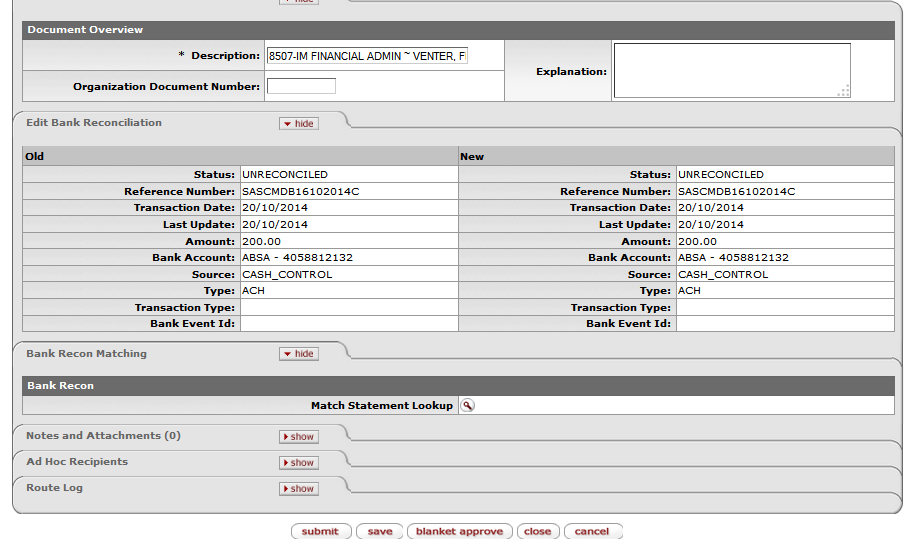 hide
Document Overview
* Description: 8507-IM FINANCIAL ADMIN ~ VENTER, F
Explanation:
Organization Document Number:
Edit Bank Reconciliation hide
Old New
Status: UNRECONCILED Status: UNRECONCILED
Reference Number: SASCMDB16102014C Reference Number: SASCMDB16102014C
Transaction Date: 20/10/2014 Transaction Date: 20/10/2014
Last Update: 20/10/2014 Last Update: 20/10/2014
Amount: 200.00 Amount: 200.00
Bank Account: ABSA - 4058812132 Bank Account: ABSA - 4058812132
Source: CASH_CONTROL Source: CASH_CONTROL
Type: ACH Type: ACH
Transaction Type: Transaction Type:
Bank Event Id: Bank Event Id:
Bank Recon Matching hide
Bank Recon
Match Statement Lookup
Notes and Attachments (0) show
Ad Hoc Recipients show
Route Log show
submit save blanket approve close cancel